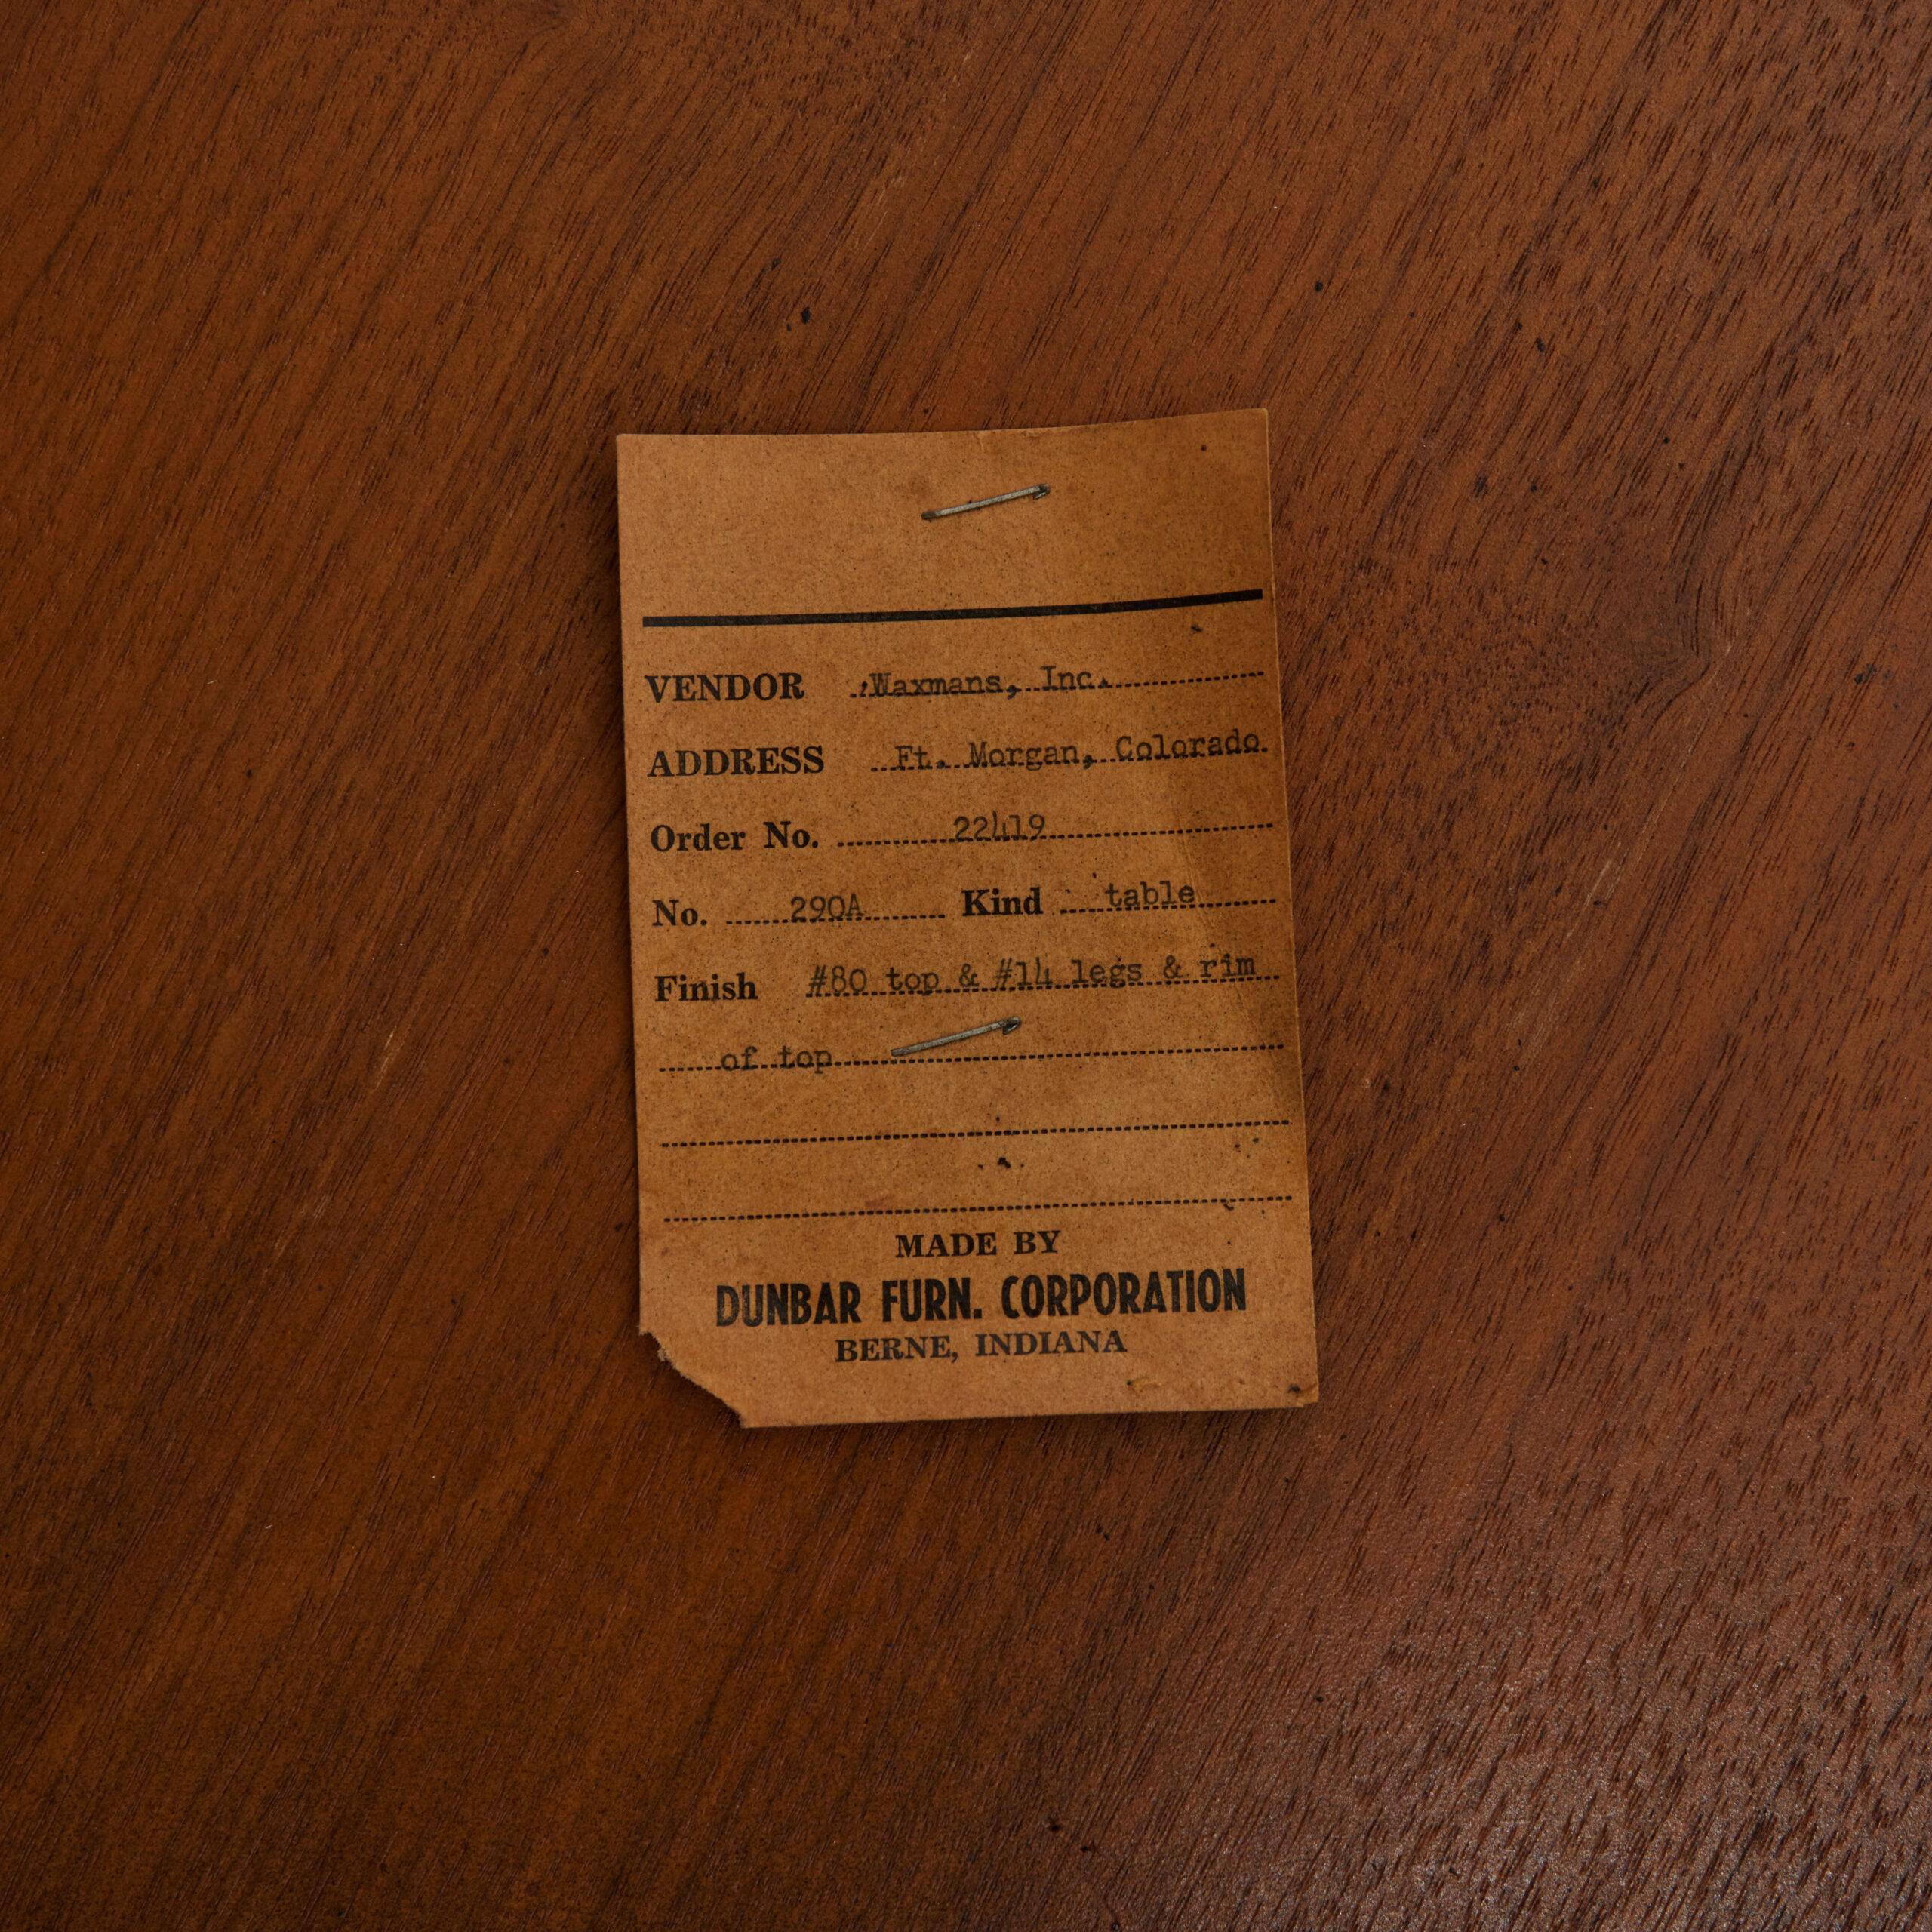 VENDOR Waxmans, Inc.
ADDRESS Ft. Morgan, Colorado
Order No. 22419
No. 290A Kind table
Finish #80 top & #14 legs & rim
of top
MADE BY
DUNBAR FURN. CORPORATION
BERNE, INDIANA